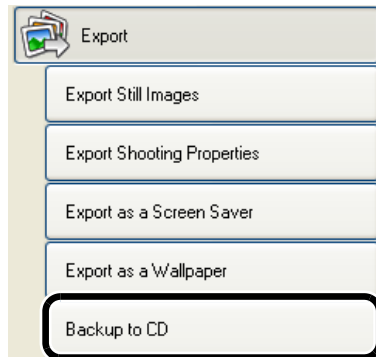 Export
Export Still Images
Export Shooting Properties
Export as a Screen Saver
Export as a Wallpaper
Backup to CD